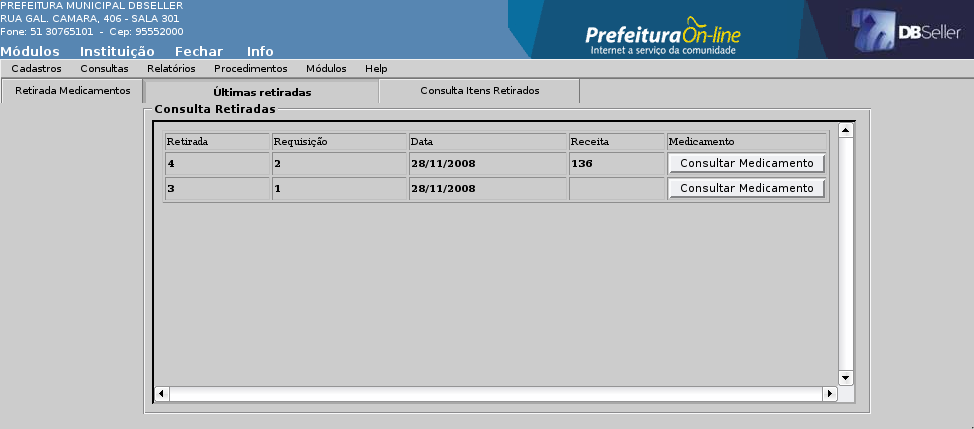 PREFEITURA MUNICIPAL DBSELLER
RUA GAL. CAMARA, 406 - SALA 301
Fone: 51 30765101 - Cep: 95552000
Módulos Instituição Fechar Info
Prefeitura On-line
Internet a serviço da comunidade
DBSeller
Cadastros Consultas Relatórios Procedimentos Módulos Help
Retirada Medicamentos Últimas retiradas Consulta Itens Retirados
Consulta Retiradas
Retirada Requisição Data Receita Medicamento
4 2 28/11/2008 136 Consultar Medicamento
3 1 28/11/2008 Consultar Medicamento